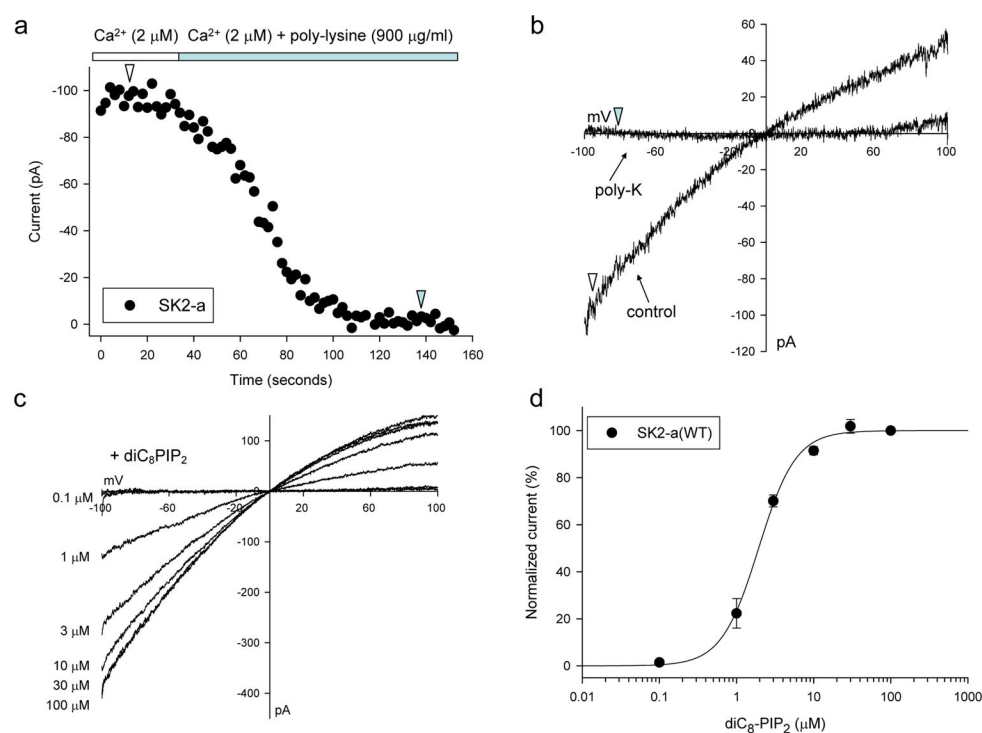 a
Ca²⁺ (2 μM)
Ca²⁺ (2 μM) + poly-lysine (900 μg/ml)
-100
-80
-60
-40
-20
0
Current (pA)
SK2-a
0 20 40 60 80 100 120 140 160
Time (seconds)
b
60
40
20
0
-20
-40
-60
-80
-100
-120
mV
-100 -60 -20 20 60 100
poly-K
control
pA
c
+ diC₈PIP₂
mV
-100 -60 -20 20 60 100
100
-100
-200
-300
-400
0.1 μM
1 μM
3 μM
10 μM
30 μM
100 μM
pA
d
SK2-a(WT)
100
80
60
40
20
0
Normalized current (%)
0.01 0.1 1 10 100 1000
diC₈-PIP₂ (μM)